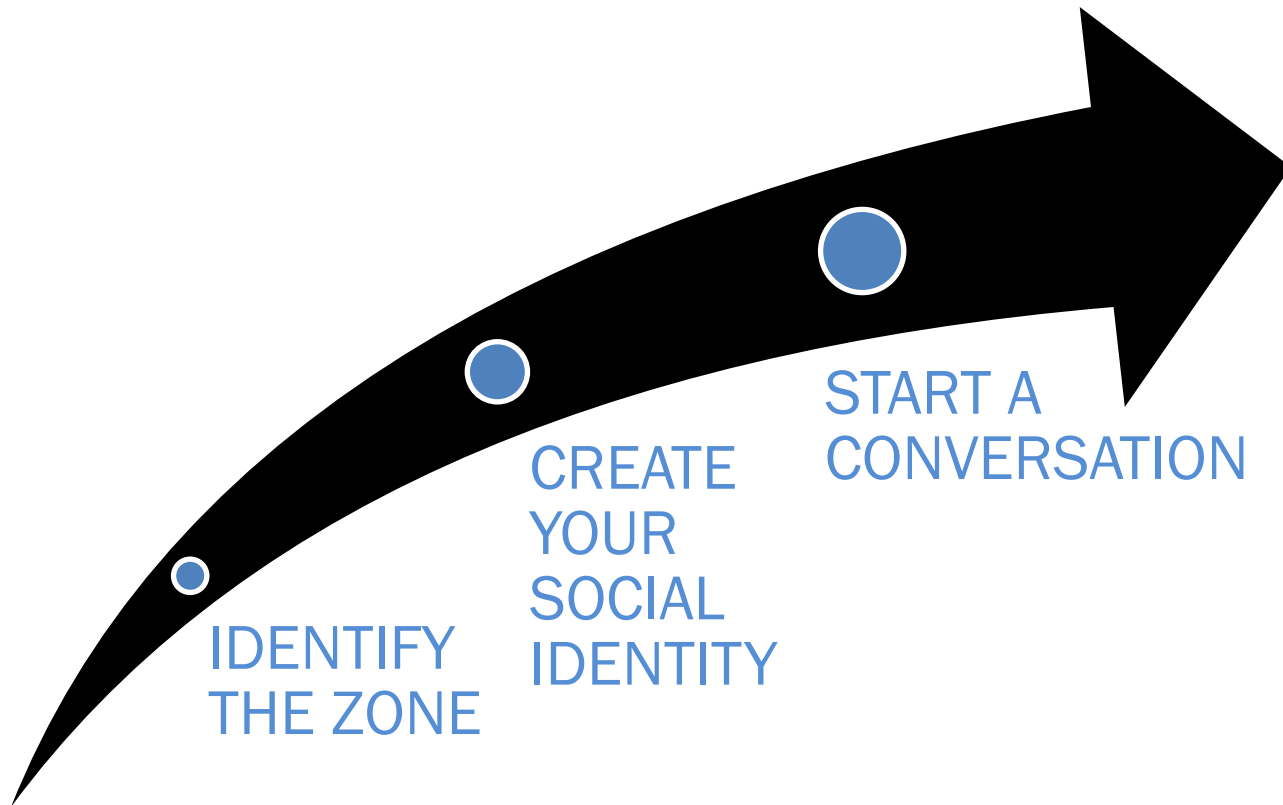 IDENTIFY
THE ZONE
CREATE
YOUR
SOCIAL
IDENTITY
START A
CONVERSATION